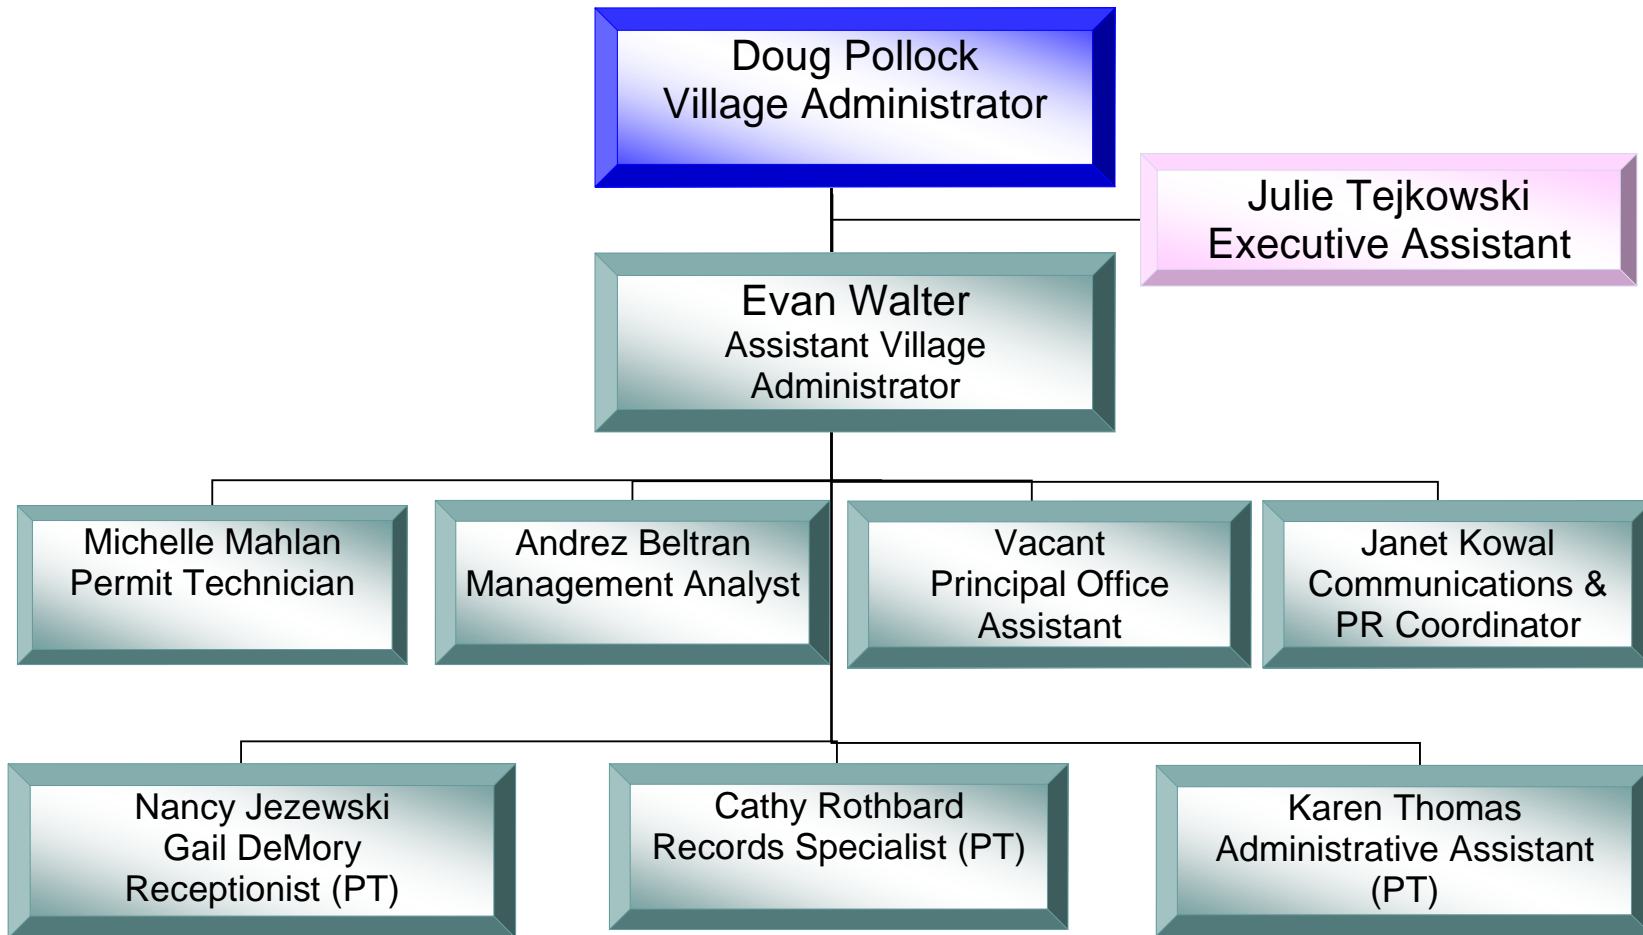 Doug Pollock
Village Administrator
Julie Tejkowski
Executive Assistant
Evan Walter
Assistant Village
Administrator
Michelle Mahlan
Permit Technician
Andrez Beltran
Management Analyst
Vacant
Principal Office
Assistant
Janet Kowal
Communications &
PR Coordinator
Nancy Jezewski
Gail DeMory
Receptionist (PT)
Cathy Rothbard
Records Specialist (PT)
Karen Thomas
Administrative Assistant
(PT)